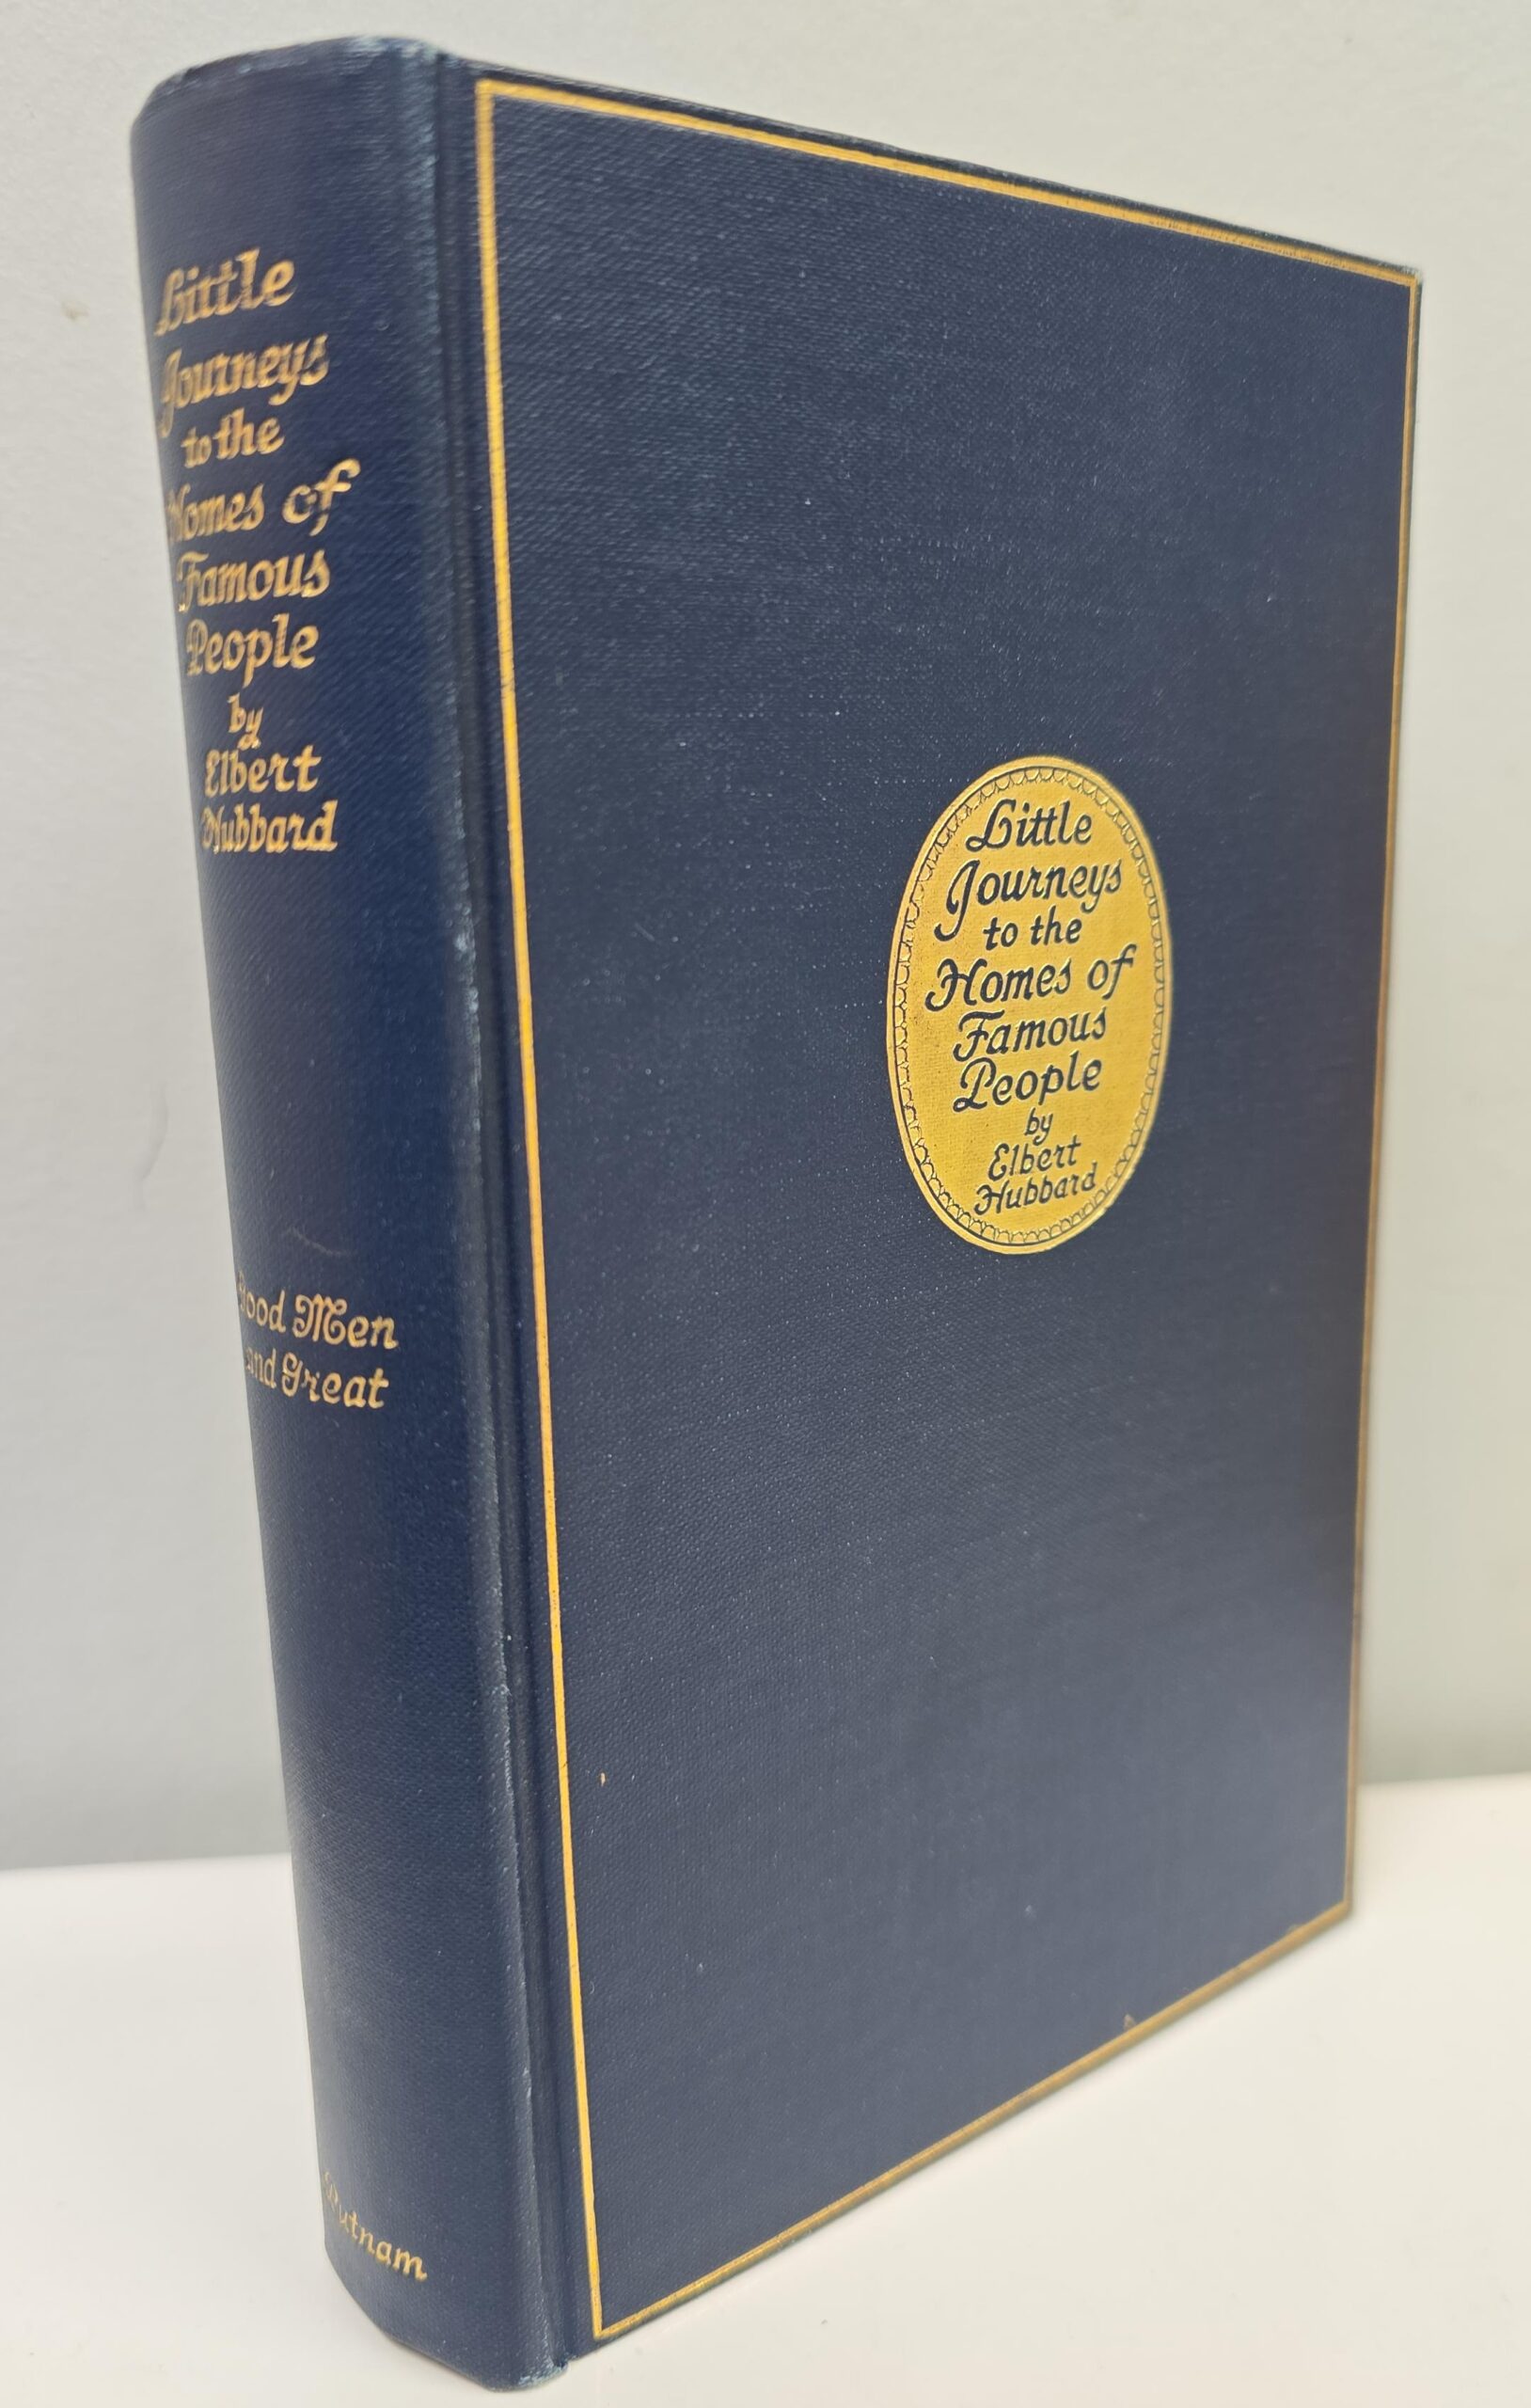 Little
Journeys
to the
Homes of
Famous
People
by
Elbert
Hubbard
Good Men
and Great
Putnam
Little
Journeys
to the
Homes of
Famous
People
by
Elbert
Hubbard